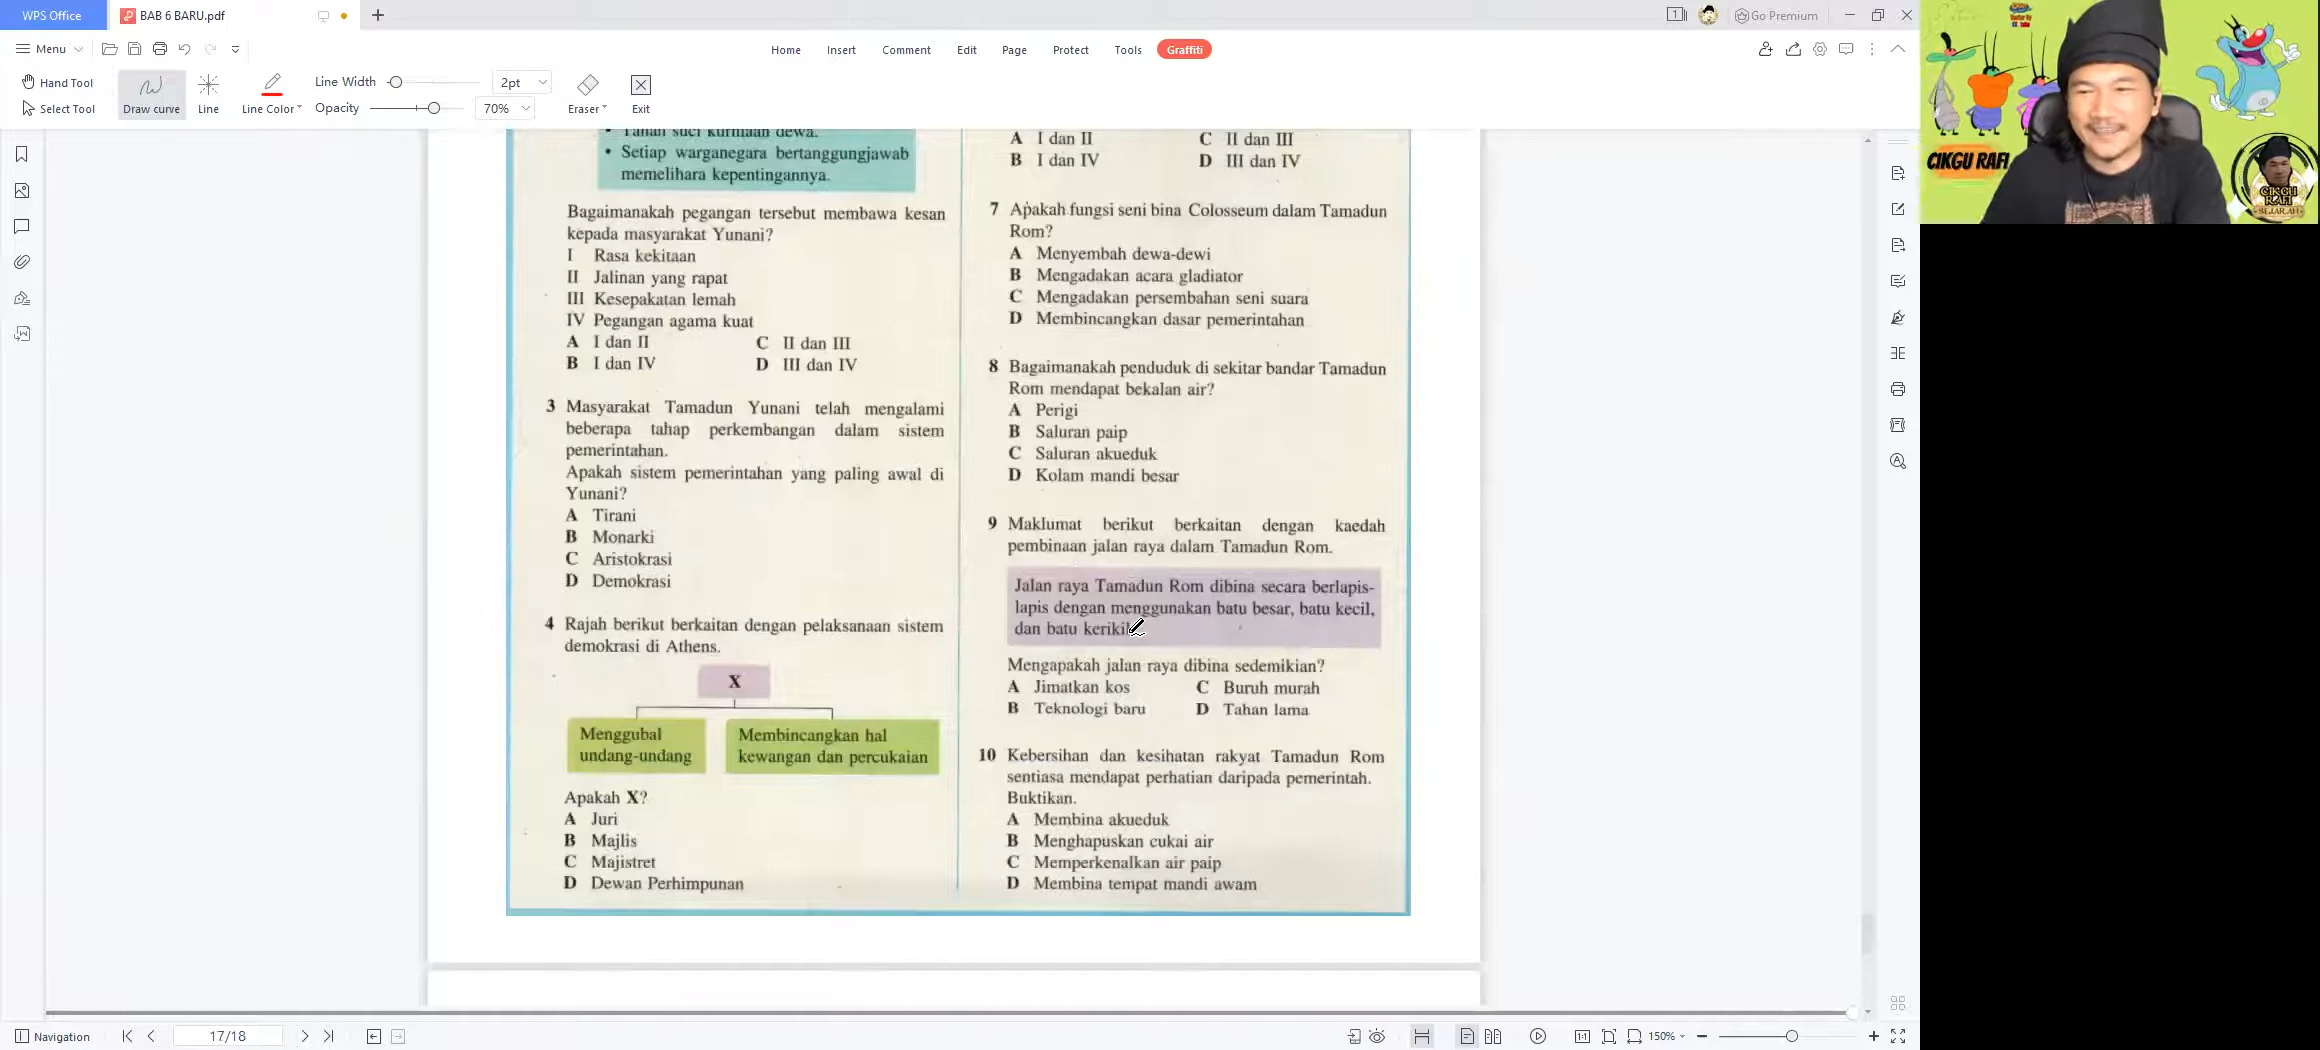 WPS Office
BAB 6 BARU.pdf
Go Premium
Menu
Home Insert Comment Edit Page Protect Tools Graffiti
Hand Tool
Select Tool
Draw curve
Line
Line Color
Line Width
2pt
Opacity
70%
Eraser
Exit
CIKGU RAFI
CIKGU
RAFI
SEJARAH
• Tanah suci kurniaan dewa.
• Setiap warganegara bertanggungjawab
memelihara kepentingannya.
Bagaimanakah pegangan tersebut membawa kesan
kepada masyarakat Yunani?
I Rasa kekitaan
II Jalinan yang rapat
III Kesepakatan lemah
IV Pegangan agama kuat
A I dan II C II dan III
B I dan IV D III dan IV
3 Masyarakat Tamadun Yunani telah mengalami
beberapa tahap perkembangan dalam sistem
pemerintahan.
Apakah sistem pemerintahan yang paling awal di
Yunani?
A Tirani
B Monarki
C Aristokrasi
D Demokrasi
4 Rajah berikut berkaitan dengan pelaksanaan sistem
demokrasi di Athens.
X
Menggubal
undang-undang
Membincangkan hal
kewangan dan percukaian
Apakah X?
A Juri
B Majlis
C Majistret
D Dewan Perhimpunan
A I dan II C II dan III
B I dan IV D III dan IV
7 Apakah fungsi seni bina Colosseum dalam Tamadun
Rom?
A Menyembah dewa-dewi
B Mengadakan acara gladiator
C Mengadakan persembahan seni suara
D Membincangkan dasar pemerintahan
8 Bagaimanakah penduduk di sekitar bandar Tamadun
Rom mendapat bekalan air?
A Perigi
B Saluran paip
C Saluran akueduk
D Kolam mandi besar
9 Maklumat berikut berkaitan dengan kaedah
pembinaan jalan raya dalam Tamadun Rom.
Jalan raya Tamadun Rom dibina secara berlapis-
lapis dengan menggunakan batu besar, batu kecil,
dan batu kerikil
Mengapakah jalan raya dibina sedemikian?
A Jimatkan kos C Buruh murah
B Teknologi baru D Tahan lama
10 Kebersihan dan kesihatan rakyat Tamadun Rom
sentiasa mendapat perhatian daripada pemerintah.
Buktikan.
A Membina akueduk
B Menghapuskan cukai air
C Memperkenalkan air paip
D Membina tempat mandi awam
Navigation
17/18
150%